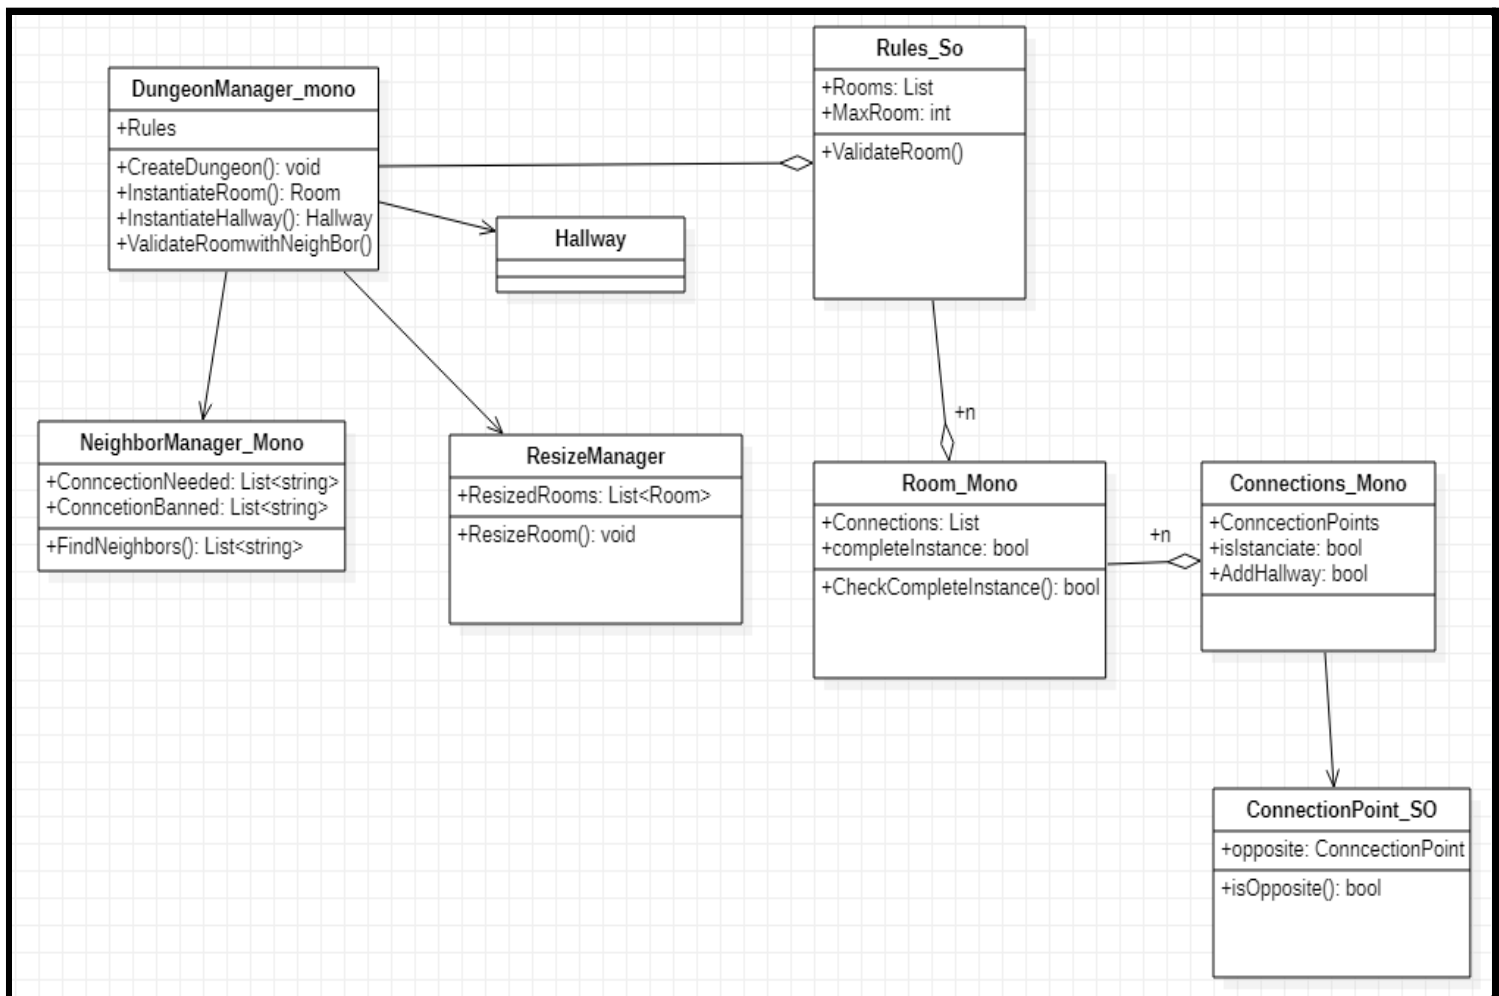 DungeonManager_mono
+Rules
+CreateDungeon(): void
+InstantiateRoom(): Room
+InstantiateHallway(): Hallway
+ValidateRoomwithNeighBor()
Rules_So
+Rooms: List
+MaxRoom: int
+ValidateRoom()
Hallway
NeighborManager_Mono
+ConncectionNeeded: List<string>
+ConncetionBanned: List<string>
+FindNeighbors(): List<string>
ResizeManager
+ResizedRooms: List<Room>
+ResizeRoom(): void
+n
Room_Mono
+Connections: List
+completeInstance: bool
+CheckCompleteInstance(): bool
+n
Connections_Mono
+ConncectionPoints
+isIstanciate: bool
+AddHallway: bool
ConnectionPoint_SO
+opposite: ConncectionPoint
+isOpposite(): bool